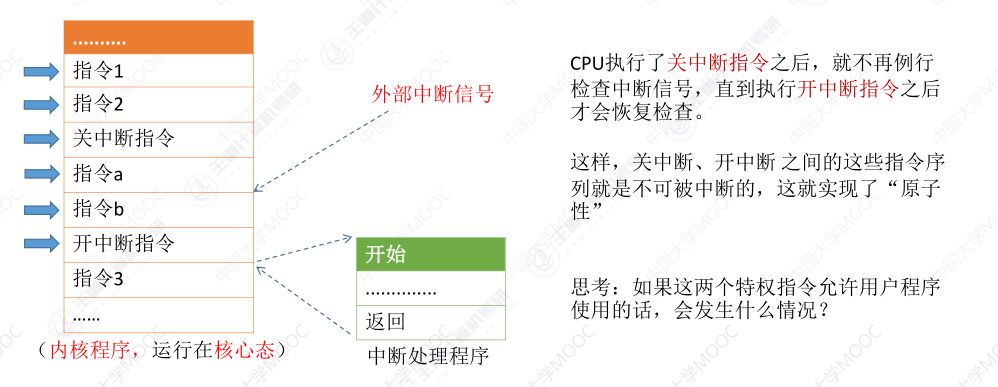 ..........
指令1
指令2
关中断指令
指令a
指令b
开中断指令
指令3
……
（内核程序，运行在核心态）
外部中断信号
开始
..............
返回
中断处理程序
CPU执行了关中断指令之后，就不再例行
检查中断信号，直到执行开中断指令之后
才会恢复检查。
这样，关中断、开中断 之间的这些指令序
列就是不可被中断的，这就实现了“原子
性”
思考：如果这两个特权指令允许用户程序
使用的话，会发生什么情况？